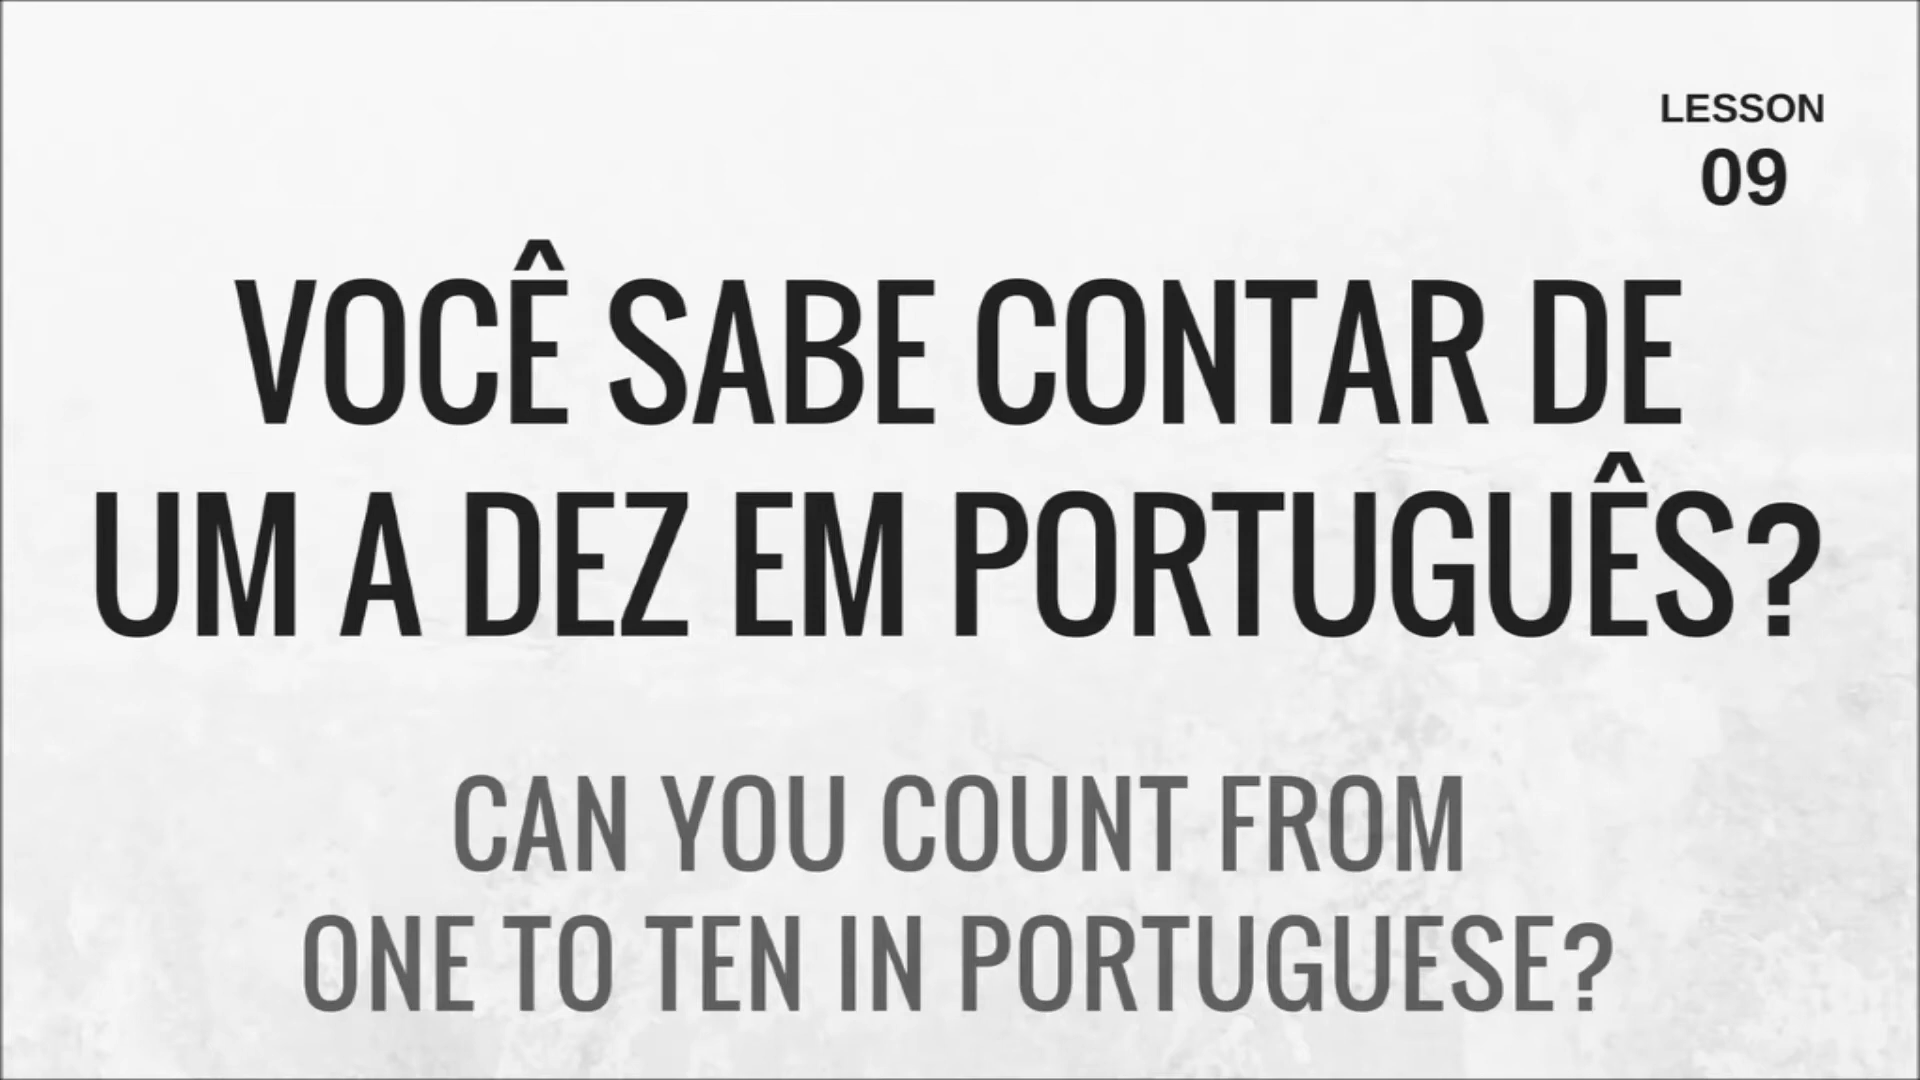 LESSON
09
VOCÊ SABE CONTAR DE
UM A DEZ EM PORTUGUÊS?
CAN YOU COUNT FROM
ONE TO TEN IN PORTUGUESE?